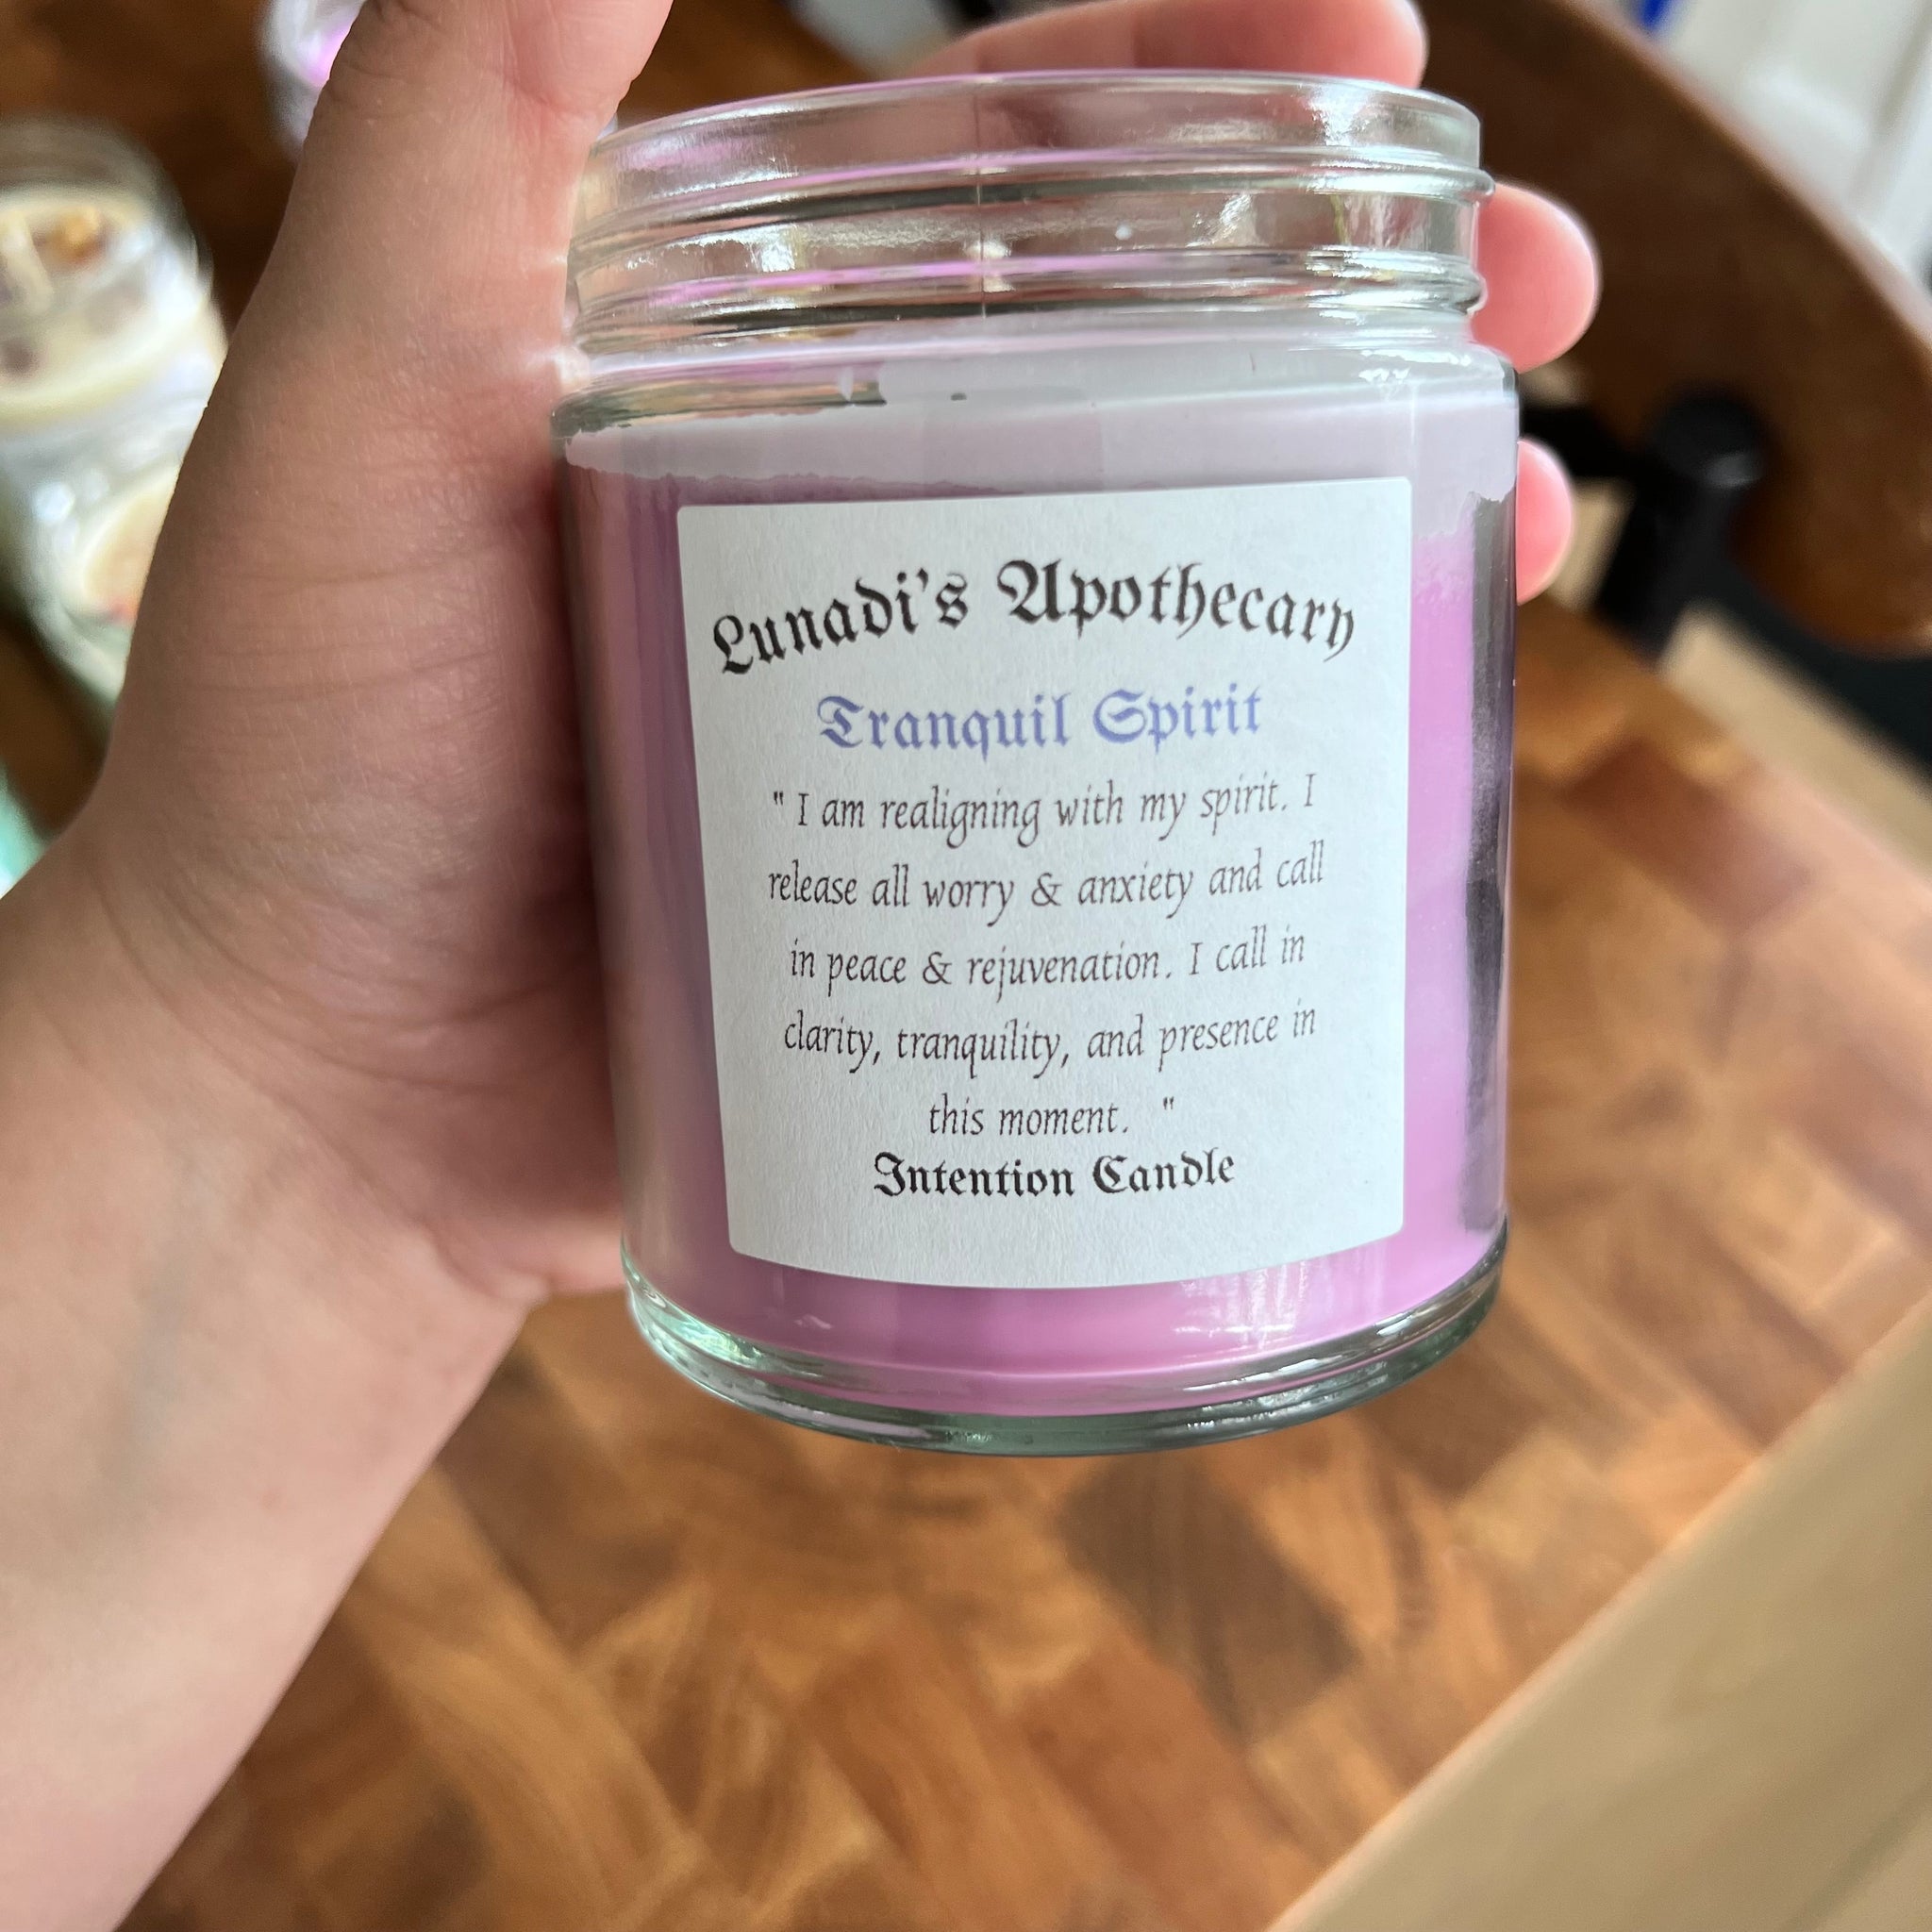 Lunadi's Apothecary
Tranquil Spirit
" I am realigning with my spirit. I
release all worry & anxiety and call
in peace & rejuvenation. I call in
clarity, tranquility, and presence in
this moment. "
Intention Candle